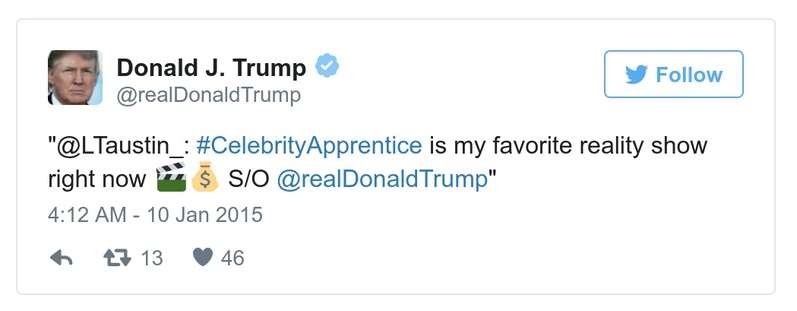 Donald J. Trump
@realDonaldTrump
Follow
"@LTaustin_: #CelebrityApprentice is my favorite reality show
right now 🎬💰 S/O @realDonaldTrump"
4:12 AM - 10 Jan 2015
13 46